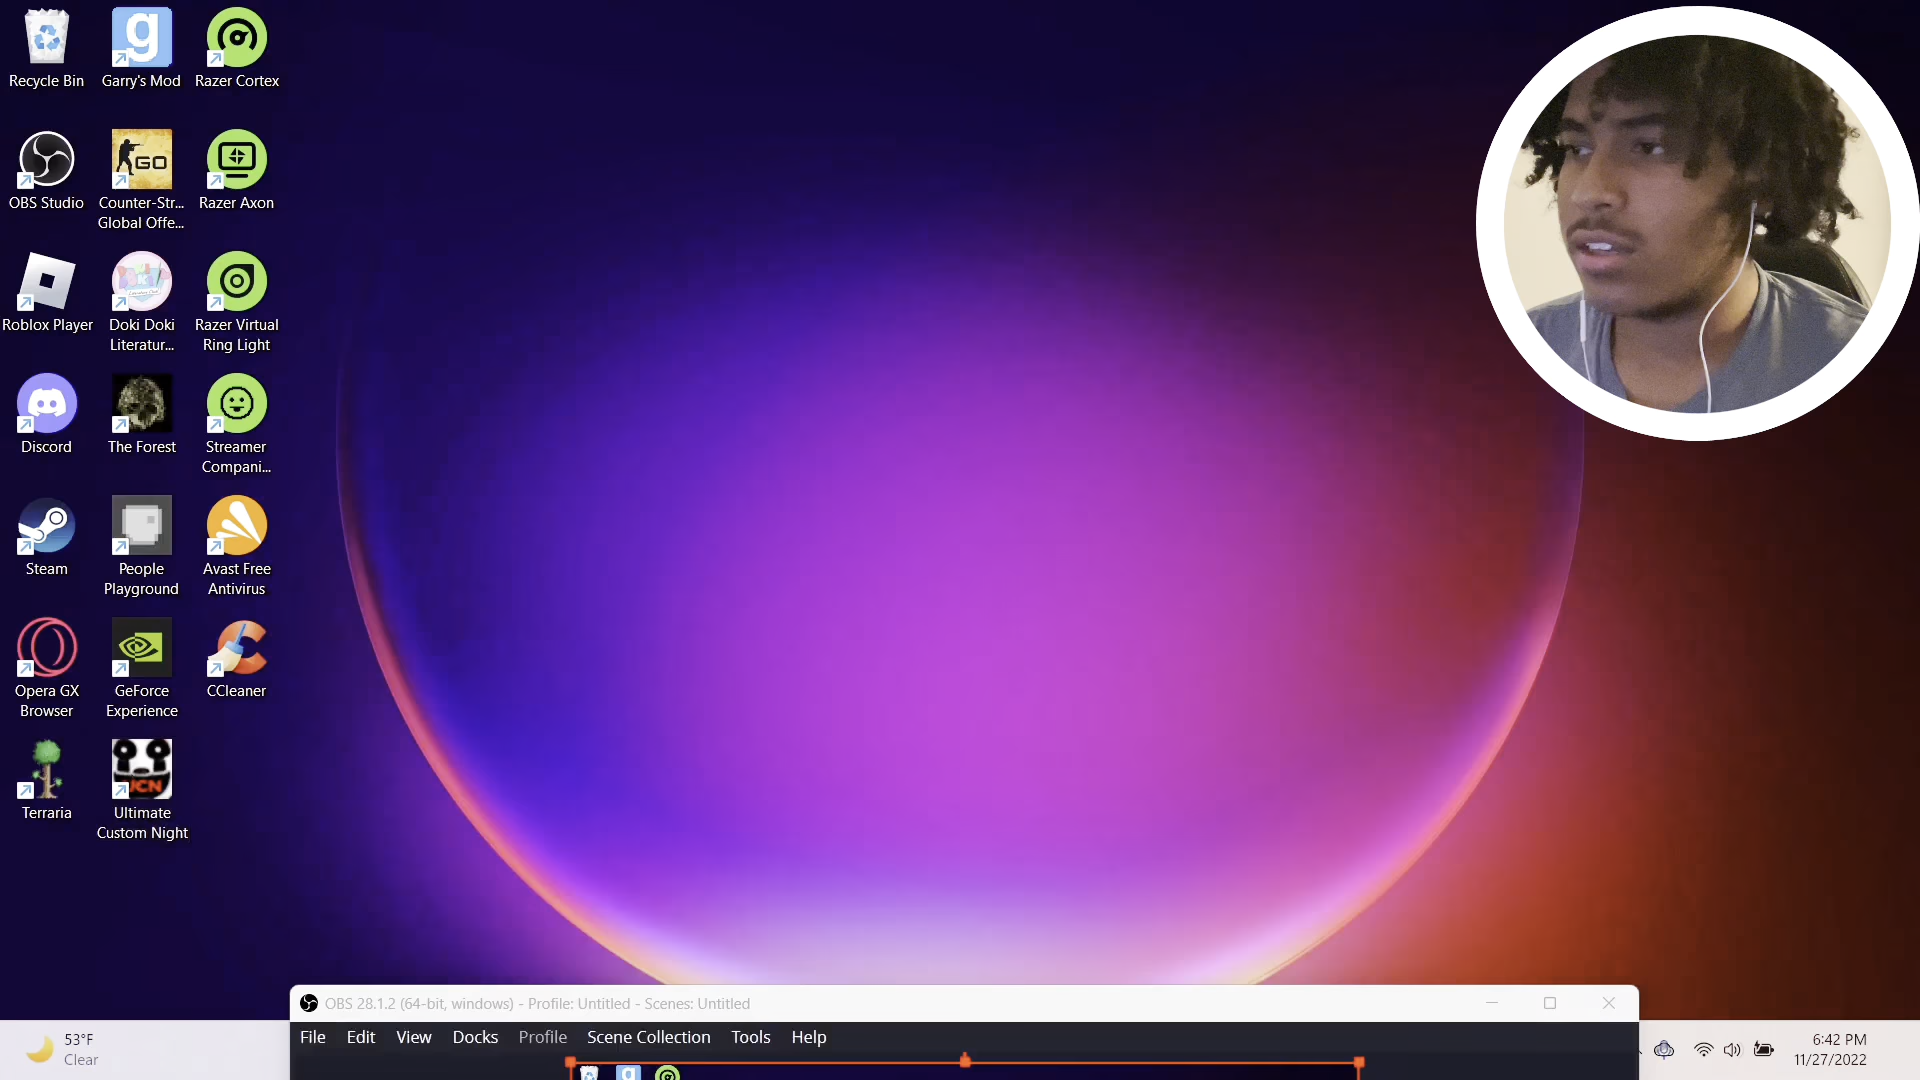 Recycle Bin
Garry's Mod
Razer Cortex
OBS Studio
GO
Counter-Str...
Global Offe...
Razer Axon
Roblox Player
Doki Doki
Literatur...
Razer Virtual
Ring Light
Discord
The Forest
Streamer
Compani...
Steam
People
Playground
Avast Free
Antivirus
Opera GX
Browser
GeForce
Experience
CCleaner
Terraria
UCN
Ultimate
Custom Night
OBS 28.1.2 (64-bit, windows) - Profile: Untitled - Scenes: Untitled
File Edit View Docks Profile Scene Collection Tools Help
53°F
Clear
6:42 PM
11/27/2022